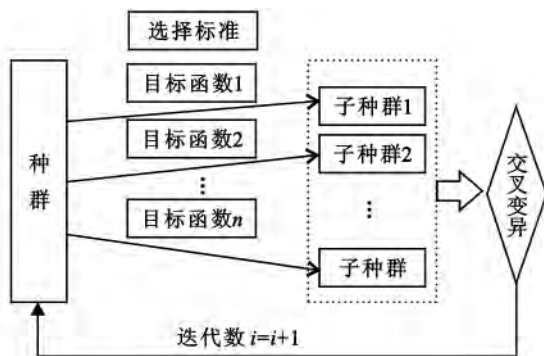 选择标准
目标函数1
目标函数2
⋮
目标函数n
种群
子种群1
子种群2
⋮
子种群
交叉变异
迭代数 i=i+1